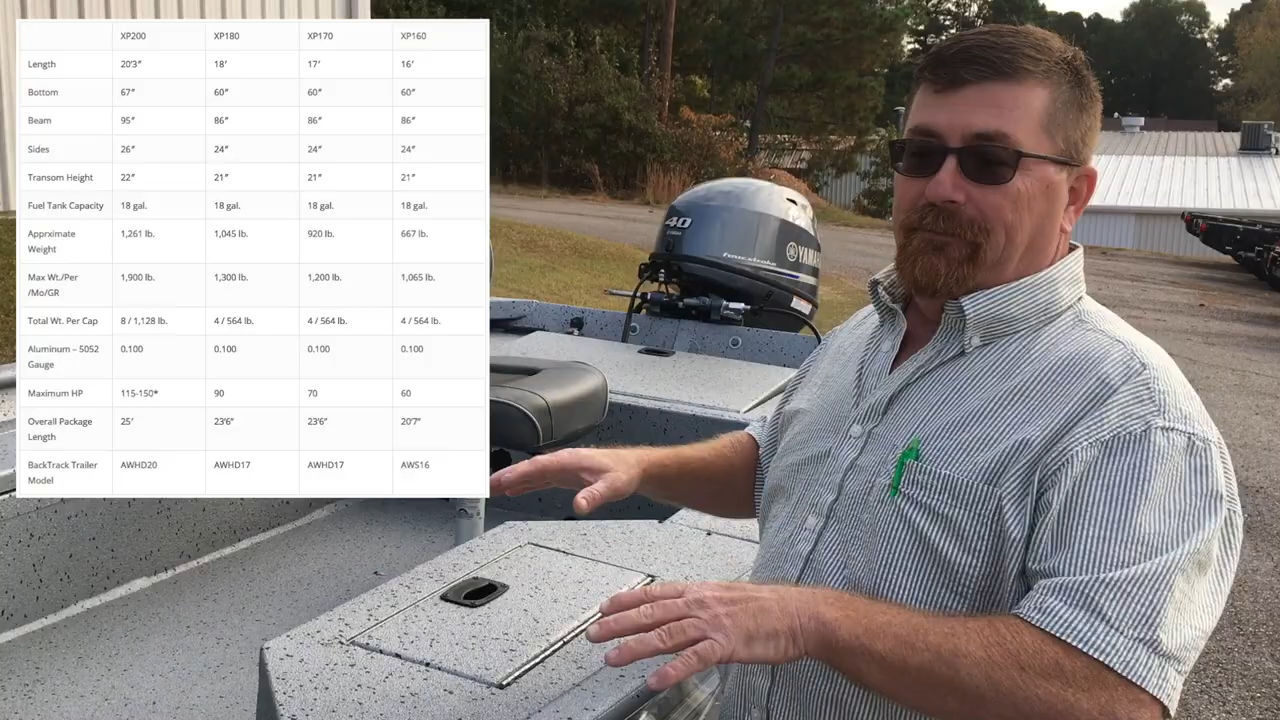 XP200 XP180 XP170 XP160
Length 20'3" 18' 17' 16'
Bottom 67" 60" 60" 60"
Beam 95" 86" 86" 86"
Sides 26" 24" 24" 24"
Transom Height 22" 21" 21" 21"
Fuel Tank Capacity 18 gal. 18 gal. 18 gal. 18 gal.
Apprximate 1,261 lb. 1,045 lb. 920 lb. 667 lb.
Weight
Max Wt./Per 1,900 lb. 1,300 lb. 1,200 lb. 1,065 lb.
/Mo/GR
Total Wt. Per Cap 8 / 1,128 lb. 4 / 564 lb. 4 / 564 lb. 4 / 564 lb.
Aluminum – 5052 0.100 0.100 0.100 0.100
Gauge
Maximum HP 115-150* 90 70 60
Overall Package 25' 23'6" 23'6" 20'7"
Length
BackTrack Trailer AWHD20 AWHD17 AWHD17 AWS16
Model
40
YAMAHA
Four stroke
YAM